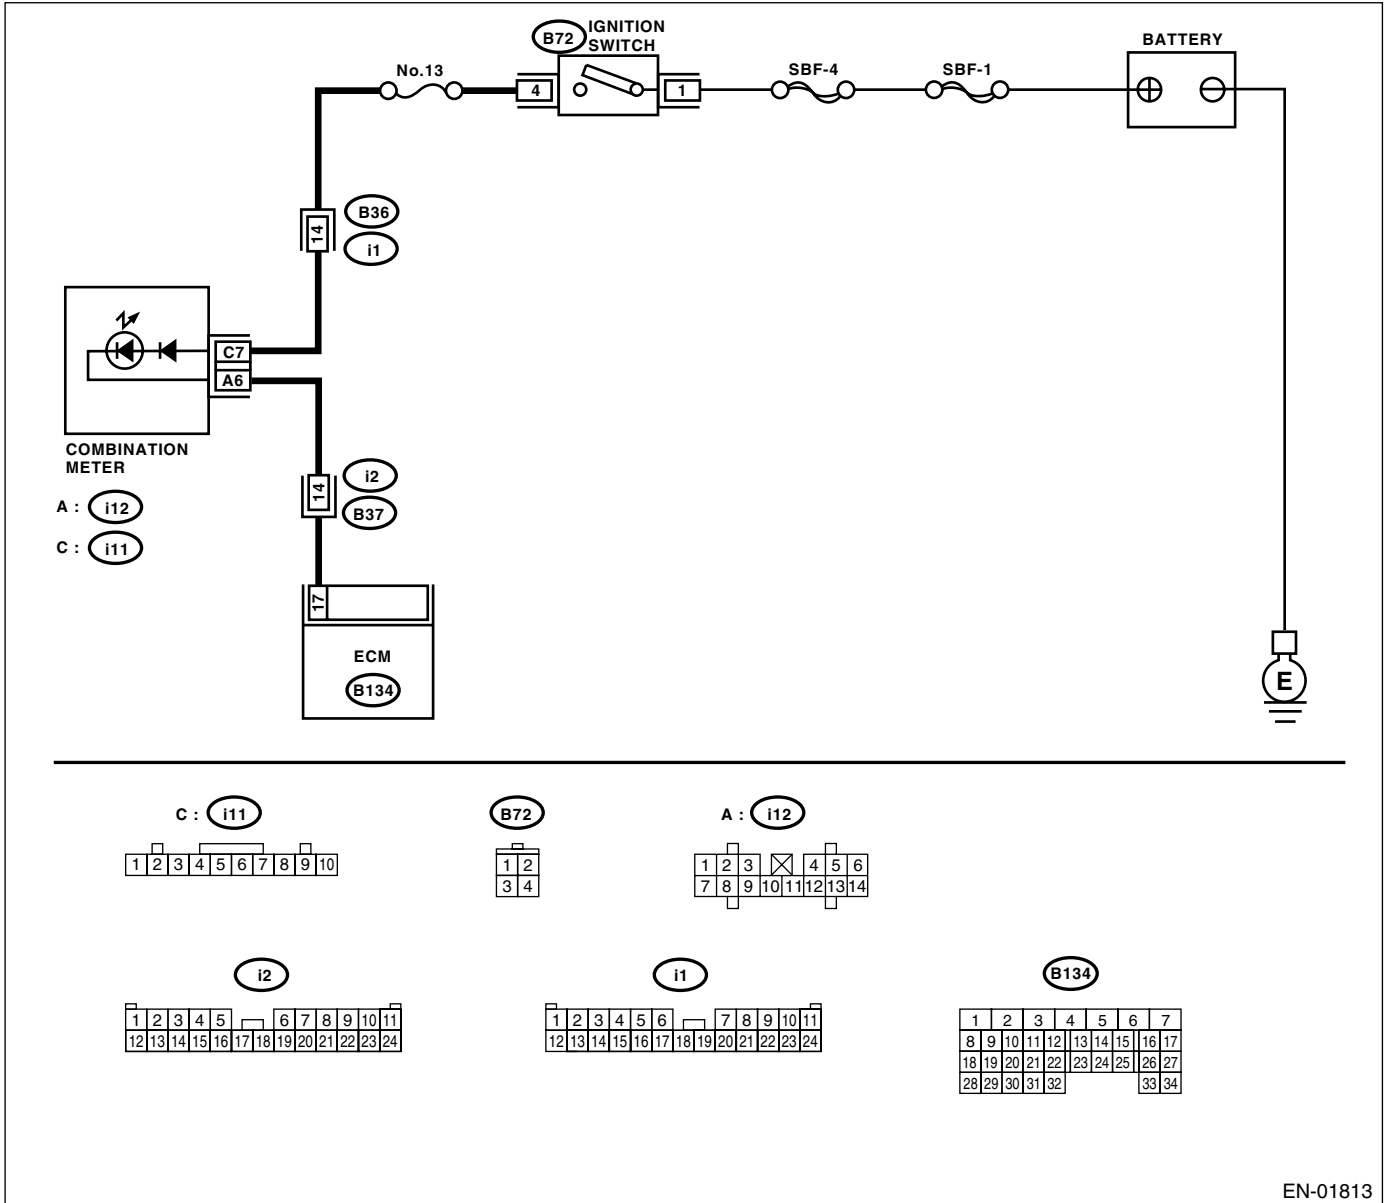 B72 IGNITION
SWITCH
BATTERY
No.13
SBF-4
SBF-1
4
1
14
B36
i1
C7
A6
COMBINATION
METER
A : i12
C : i11
14
i2
B37
17
ECM
B134
E
C : i11
B72
A : i12
1 2 3 4 5 6 7 8 9 10
1 2
3 4
1 2 3 4 5 6
7 8 9 10 11 12 13 14
i2
i1
B134
1 2 3 4 5 6 7 8 9 10 11
12 13 14 15 16 17 18 19 20 21 22 23 24
1 2 3 4 5 6 7 8 9 10 11
12 13 14 15 16 17 18 19 20 21 22 23 24
1 2 3 4 5 6 7
8 9 10 11 12 13 14 15 16 17
18 19 20 21 22 23 24 25 26 27
28 29 30 31 32 33 34
EN-01813